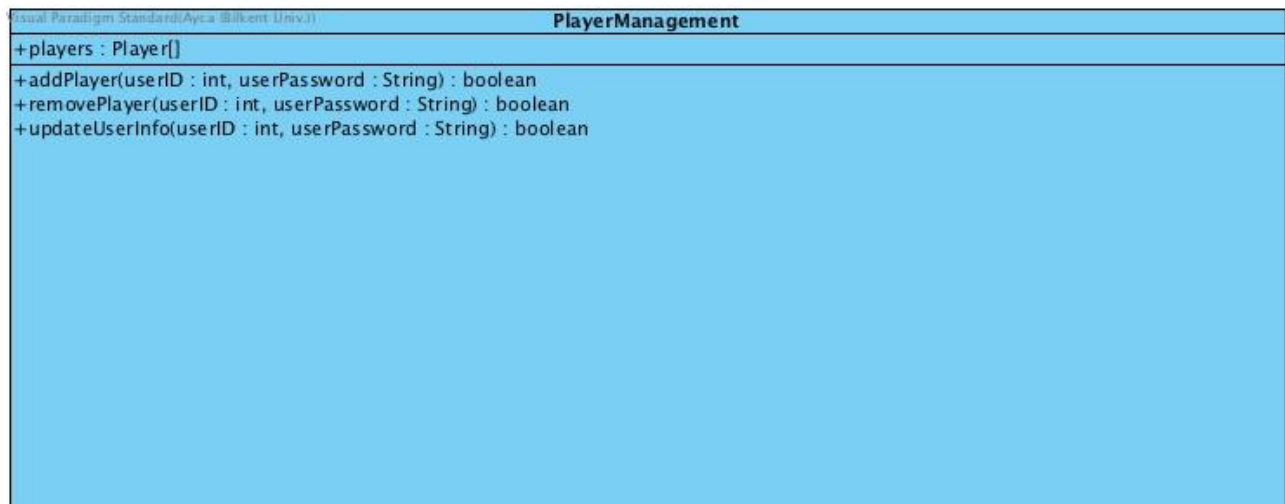 Visual Paradigm Standard(Ayca (Bilkent Univ.))
PlayerManagement
+players : Player[]
+addPlayer(userID : int, userPassword : String) : boolean
+removePlayer(userID : int, userPassword : String) : boolean
+updateUserInfo(userID : int, userPassword : String) : boolean